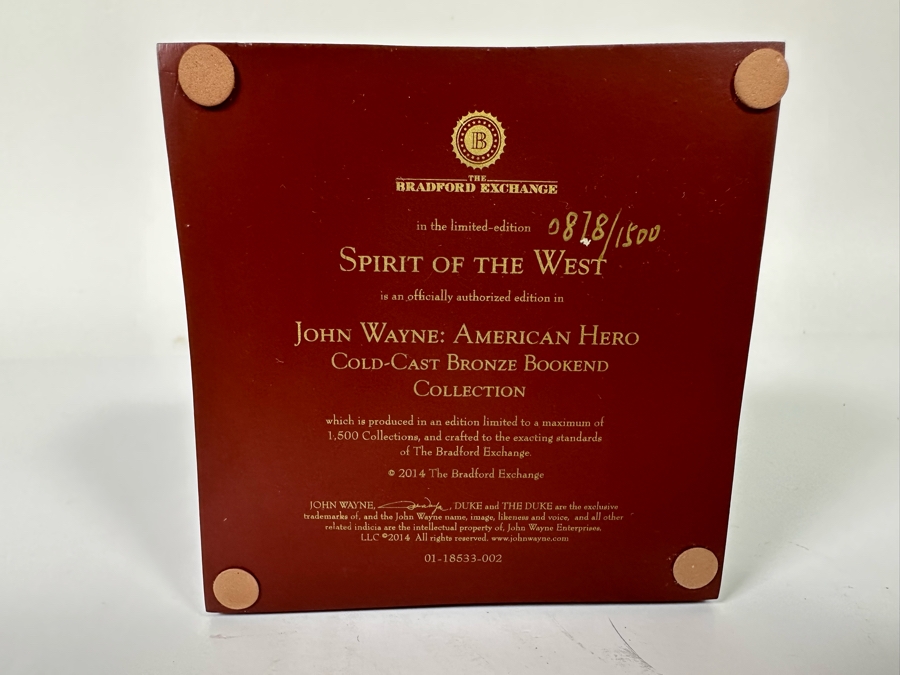 B
THE
BRADFORD EXCHANGE
in the limited-edition 0878/1500
SPIRIT OF THE WEST
is an officially authorized edition in
JOHN WAYNE: AMERICAN HERO
COLD-CAST BRONZE BOOKEND
COLLECTION
which is produced in an edition limited to a maximum of
1,500 Collections, and crafted to the exacting standards
of The Bradford Exchange.
© 2014 The Bradford Exchange
JOHN WAYNE, , DUKE and THE DUKE are the exclusive
trademarks of, and the John Wayne name, image, likeness and voice, and all other
related indicia are the intellectual property of, John Wayne Enterprises,
LLC ©2014 All rights reserved. www.johnwayne.com
01-18533-002